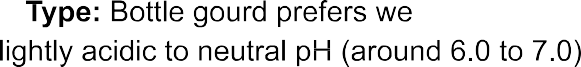 Type: Bottle gourd prefers we
lightly acidic to neutral pH (around 6.0 to 7.0)